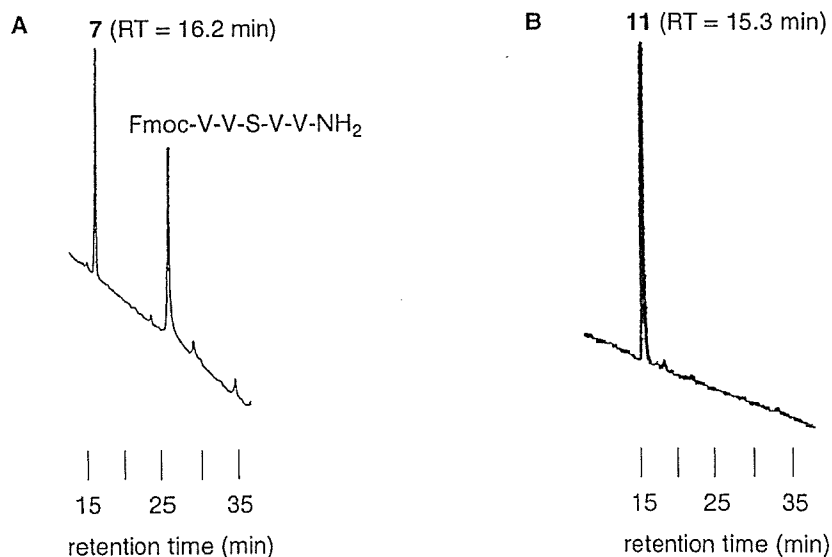 A
7 (RT = 16.2 min)
Fmoc-V-V-S-V-V-NH₂
15 25 35
retention time (min)
B
11 (RT = 15.3 min)
15 25 35
retention time (min)